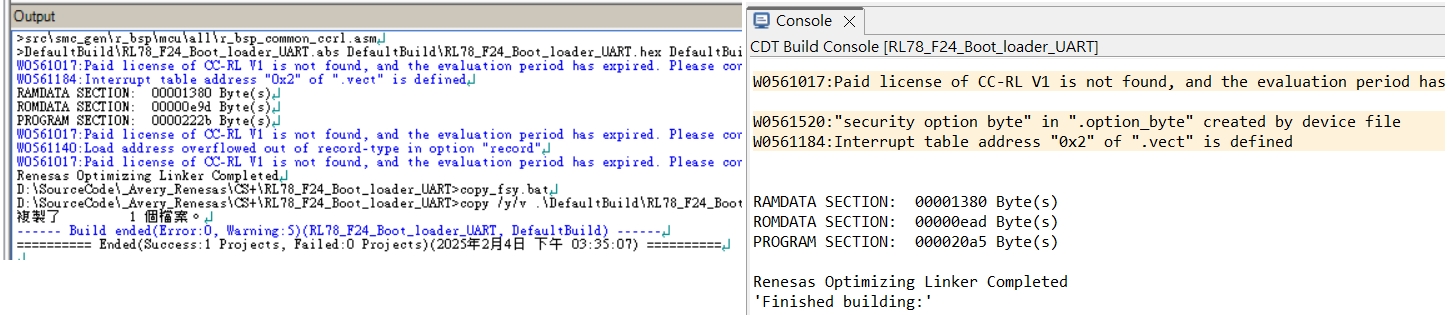 Output
>src\smc_gen\r_bsp\mcu\all\r_bsp_common_ccrl.asm
>DefaultBuild\RL78_F24_Boot_loader_UART.abs DefaultBuild\RL78_F24_Boot_loader_UART.hex DefaultBui
W0561017:Paid license of CC-RL V1 is not found, and the evaluation period has expired. Please cor
W0561184:Interrupt table address "0x2" of ".vect" is defined
RAMDATA SECTION:  00001380 Byte(s)
ROMDATA SECTION:  00000e9d Byte(s)
PROGRAM SECTION:  0000222b Byte(s)
W0561017:Paid license of CC-RL V1 is not found, and the evaluation period has expired. Please cor
W0561140:Load address overflowed out of record-type in option "record"
W0561017:Paid license of CC-RL V1 is not found, and the evaluation period has expired. Please cor
Renesas Optimizing Linker Completed
D:\SourceCode\_Avery_Renesas\CS+\RL78_F24_Boot_loader_UART>copy_fsy.bat
D:\SourceCode\_Avery_Renesas\CS+\RL78_F24_Boot_loader_UART>copy /y/v .\DefaultBuild\RL78_F24_Boot
複製了         1 個檔案。
------ Build ended(Error:0, Warning:5)(RL78_F24_Boot_loader_UART, DefaultBuild) ------
========== Ended(Success:1 Projects, Failed:0 Projects)(2025年2月4日 下午 03:35:07) ==========
Console
CDT Build Console [RL78_F24_Boot_loader_UART]
W0561017:Paid license of CC-RL V1 is not found, and the evaluation period has
W0561520:"security option byte" in ".option_byte" created by device file
W0561184:Interrupt table address "0x2" of ".vect" is defined
RAMDATA SECTION:  00001380 Byte(s)
ROMDATA SECTION:  00000ead Byte(s)
PROGRAM SECTION:  000020a5 Byte(s)
Renesas Optimizing Linker Completed
'Finished building:'